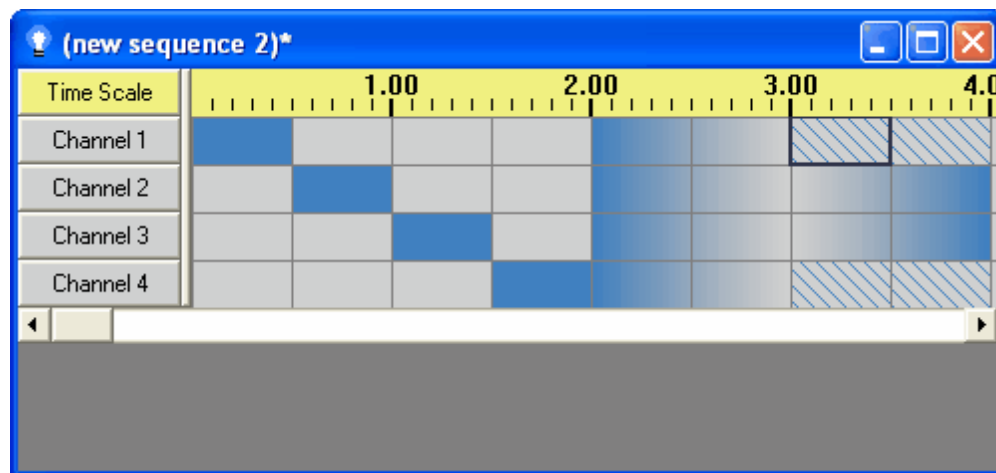 (new sequence 2)*
Time Scale 1.00 2.00 3.00 4.0
Channel 1
Channel 2
Channel 3
Channel 4